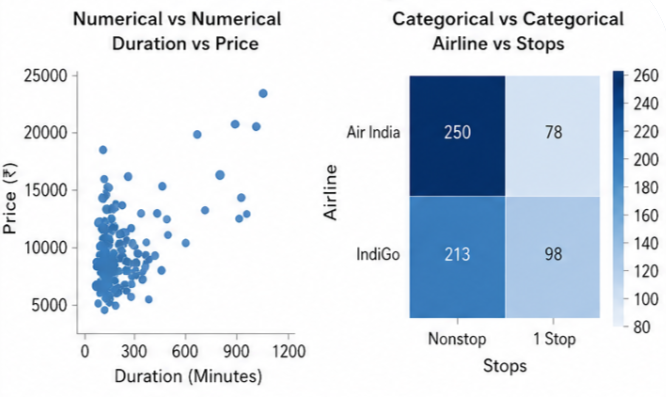 Numerical vs Numerical
Duration vs Price
25000
20000
15000
10000
5000
Price (₹)
0 300 600 900 1200
Duration (Minutes)
Categorical vs Categorical
Airline vs Stops
Airline
Air India 250 78
IndiGo 213 98
Nonstop 1 Stop
Stops
260
240
220
200
180
160
140
120
100
80